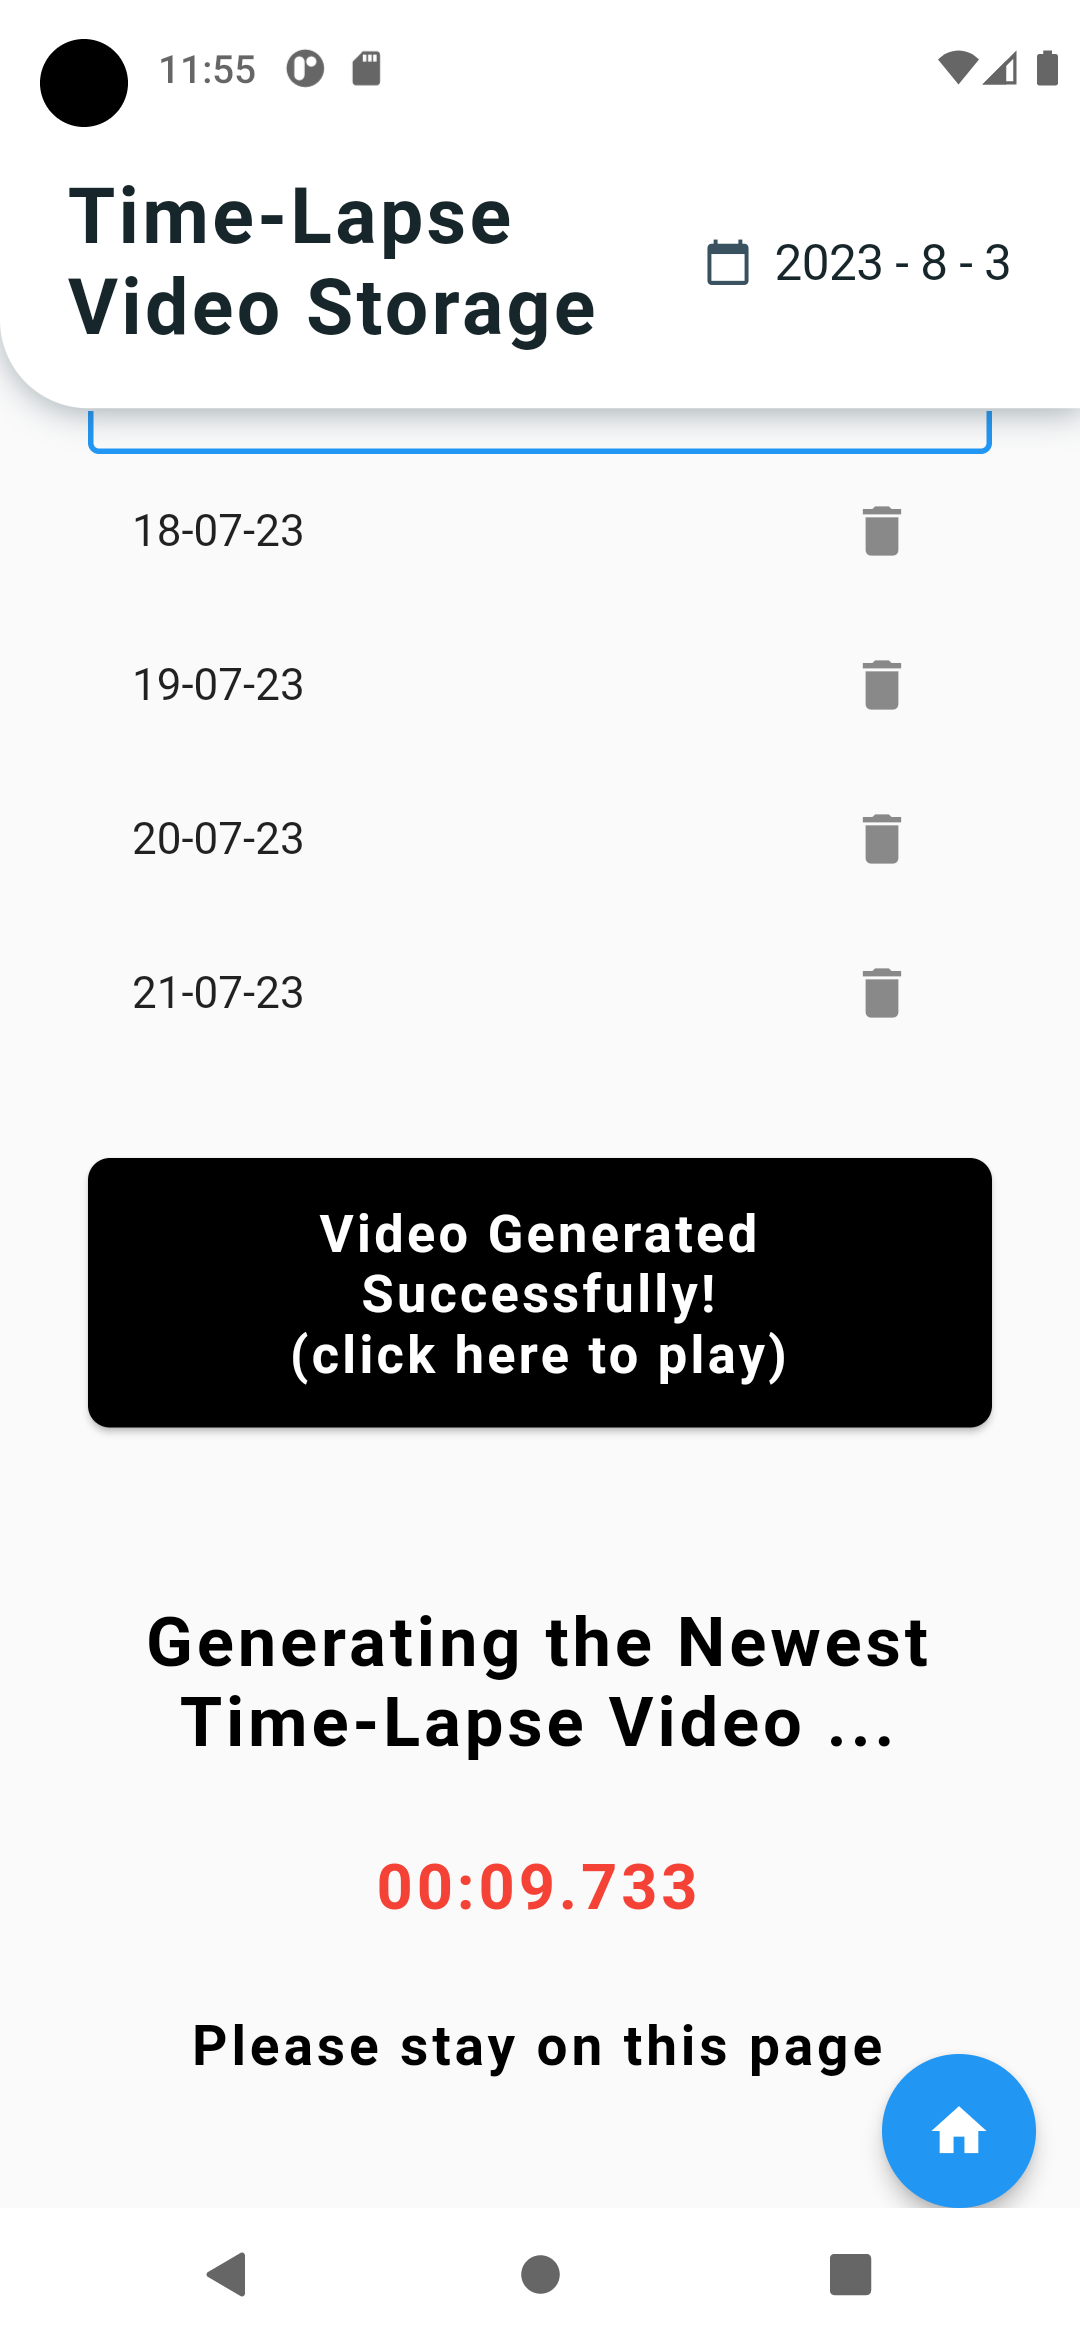 11:55
Time-Lapse
Video Storage
2023 - 8 - 3
18-07-23
19-07-23
20-07-23
21-07-23
Video Generated
Successfully!
(click here to play)
Generating the Newest
Time-Lapse Video ...
00:09.733
Please stay on this page